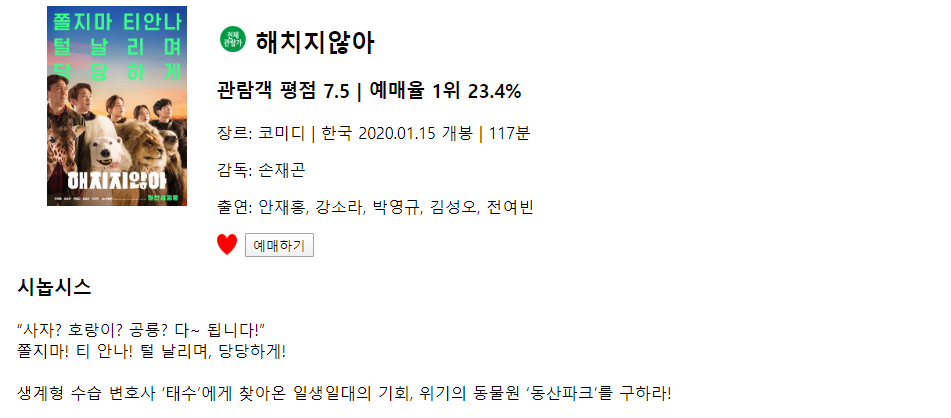 쫄지마 티안나
털 날 리 며
당 당 하 게
해치지않아
전체
관람가
해치지않아
관람객 평점 7.5 | 예매율 1위 23.4%
장르: 코미디 | 한국 2020.01.15 개봉 | 117분
감독: 손재곤
출연: 안재홍, 강소라, 박영규, 김성오, 전여빈
예매하기
시놉시스
“사자? 호랑이? 공룡? 다~ 됩니다!”
쫄지마! 티 안나! 털 날리며, 당당하게!
생계형 수습 변호사 ‘태수’에게 찾아온 일생일대의 기회, 위기의 동물원 ‘동산파크’를 구하라!